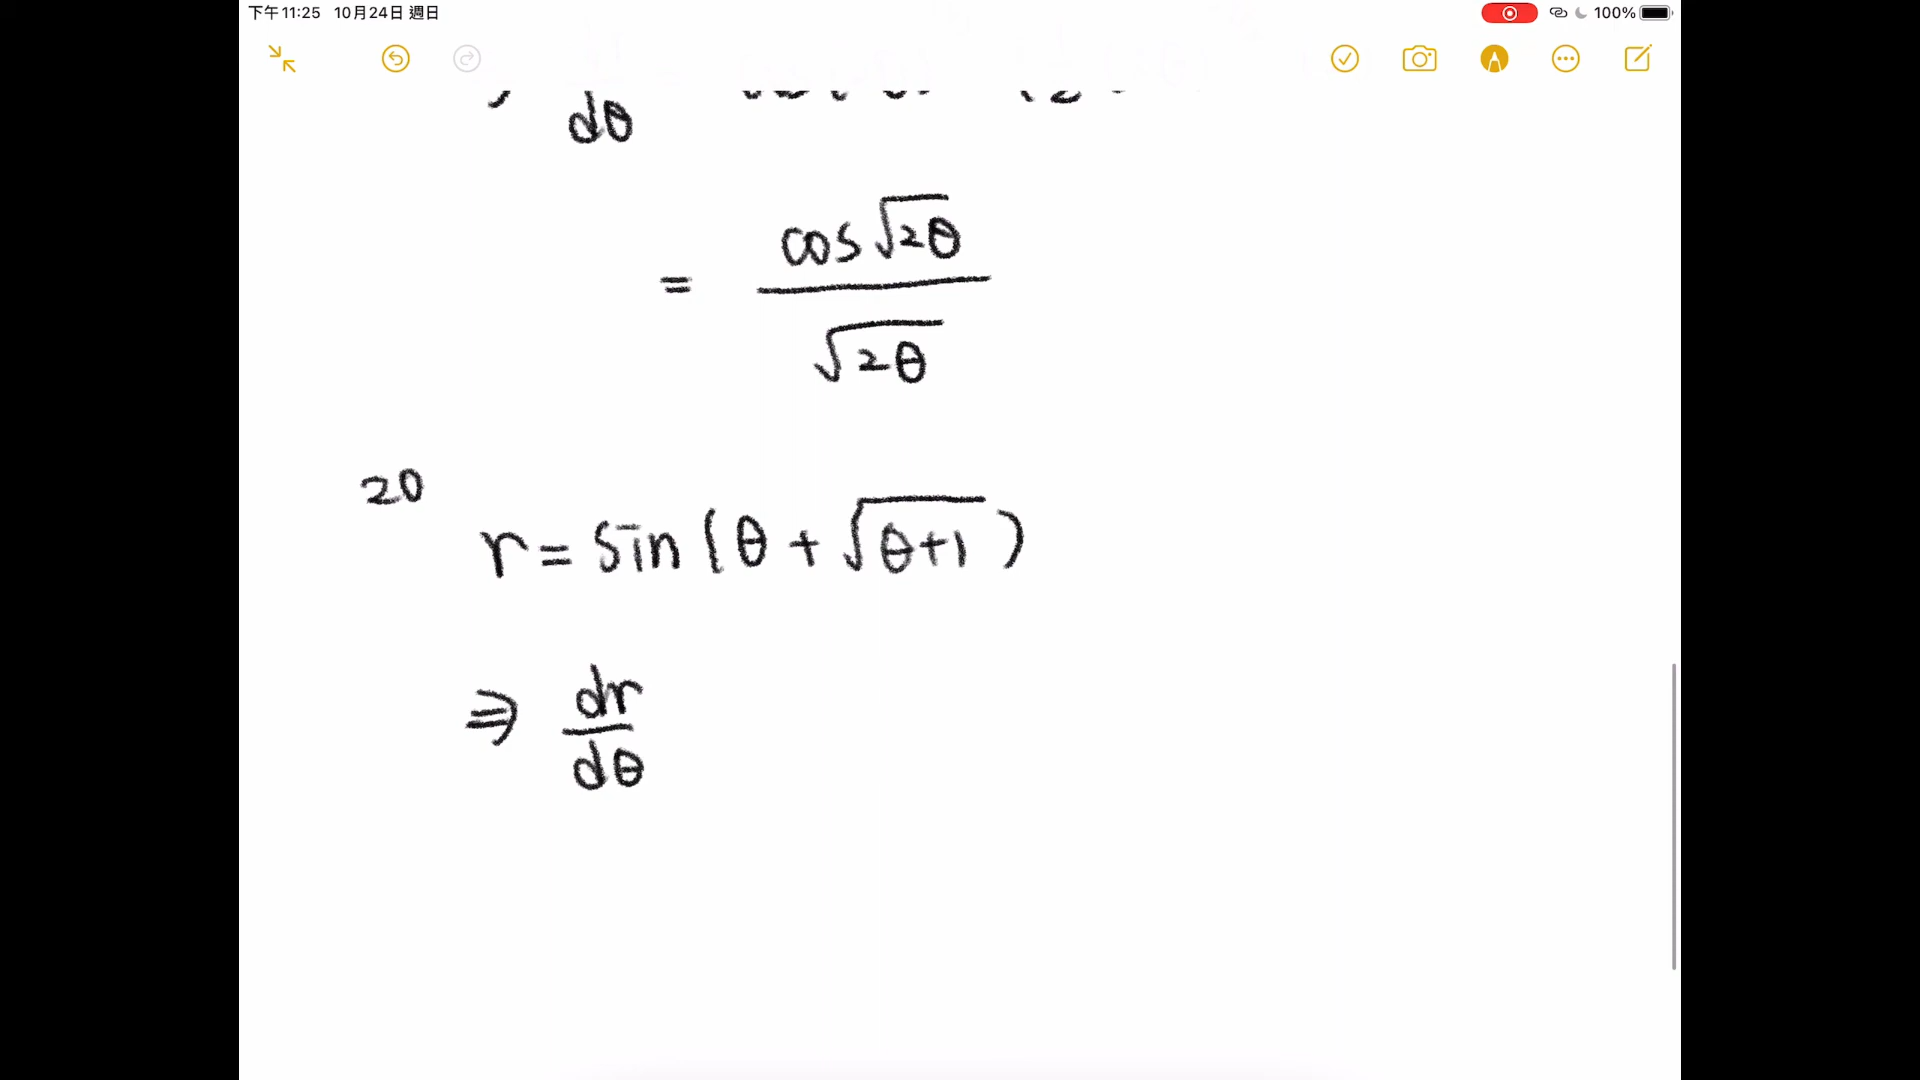 下午11:25 10月24日 週日 100%
dθ
= cos√2θ / √2θ
20
r = sin(θ + √θ+1)
⇒ dr/dθ